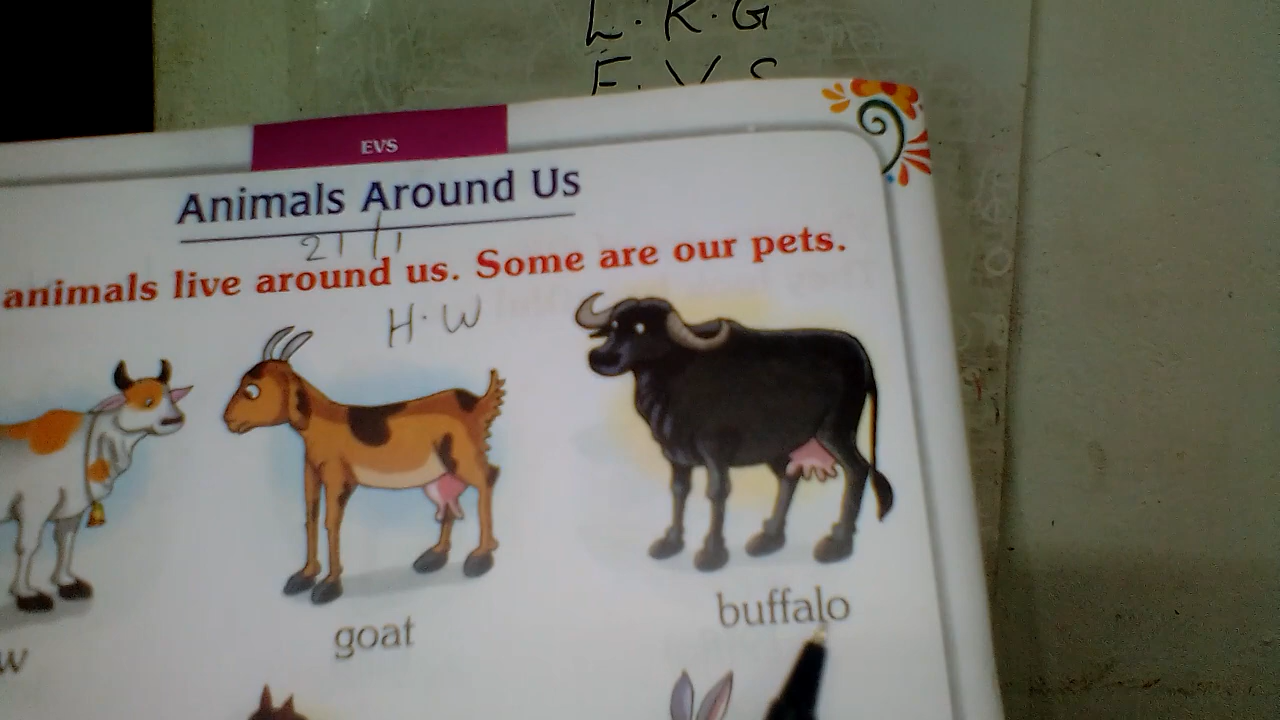 L.K.G
E.V.S
EVS
Animals Around Us
21/1
animals live around us. Some are our pets.
H.W
goat
buffalo